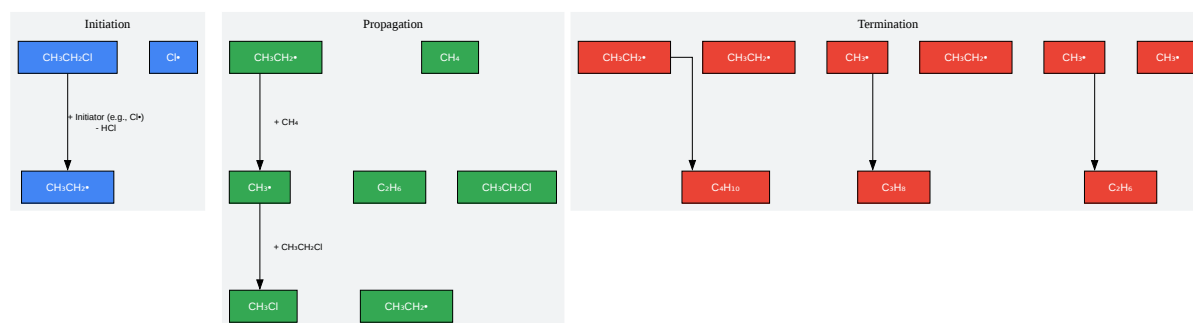 Initiation
CH₃CH₂Cl
Cl•
+ Initiator (e.g., Cl•)
- HCl
CH₃CH₂•
Propagation
CH₃CH₂•
CH₄
+ CH₄
CH₃•
C₂H₆
CH₃CH₂Cl
+ CH₃CH₂Cl
CH₃Cl
CH₃CH₂•
Termination
CH₃CH₂•
CH₃CH₂•
CH₃•
CH₃CH₂•
CH₃•
CH₃•
C₄H₁₀
C₃H₈
C₂H₆